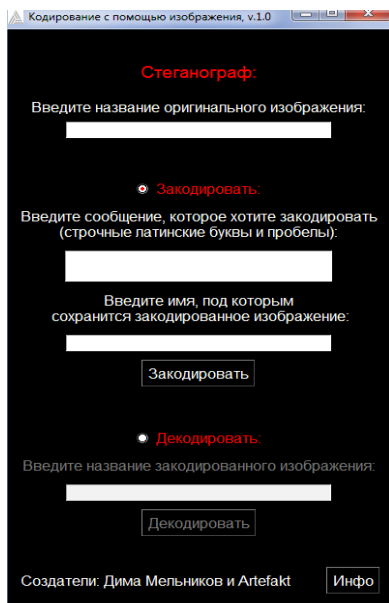 Кодирование с помощью изображения, v.1.0
Стеганограф:
Введите название оригинального изображения:
Закодировать:
Введите сообщение, которое хотите закодировать
(строчные латинские буквы и пробелы):
Введите имя, под которым
сохранится закодированное изображение:
Закодировать
Декодировать:
Введите название закодированного изображения:
Декодировать
Создатели: Дима Мельников и Artefakt
Инфо